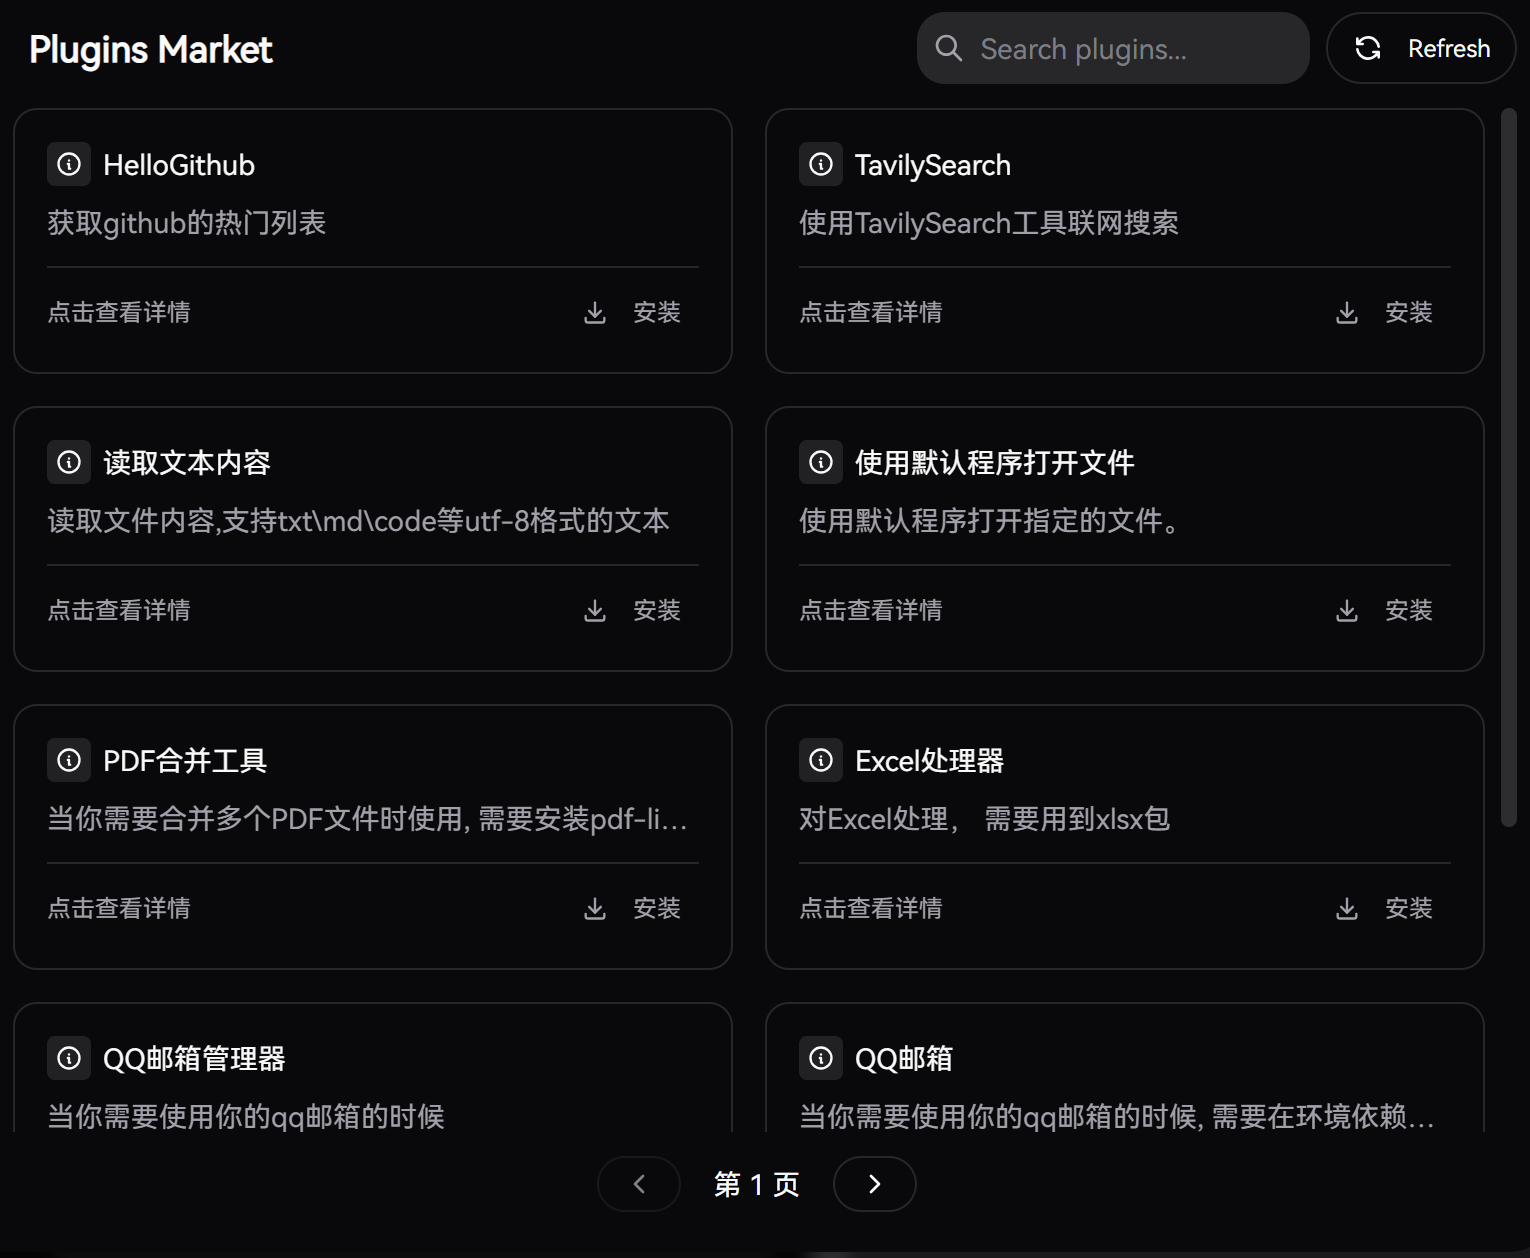 Plugins Market
Search plugins...
Refresh
HelloGithub
获取github的热门列表
点击查看详情
安装
TavilySearch
使用TavilySearch工具联网搜索
点击查看详情
安装
读取文本内容
读取文件内容,支持txt\md\code等utf-8格式的文本
点击查看详情
安装
使用默认程序打开文件
使用默认程序打开指定的文件。
点击查看详情
安装
PDF合并工具
当你需要合并多个PDF文件时使用, 需要安装pdf-li...
点击查看详情
安装
Excel处理器
对Excel处理， 需要用到xlsx包
点击查看详情
安装
QQ邮箱管理器
当你需要使用你的qq邮箱的时候
QQ邮箱
当你需要使用你的qq邮箱的时候, 需要在环境依赖...
第 1 页